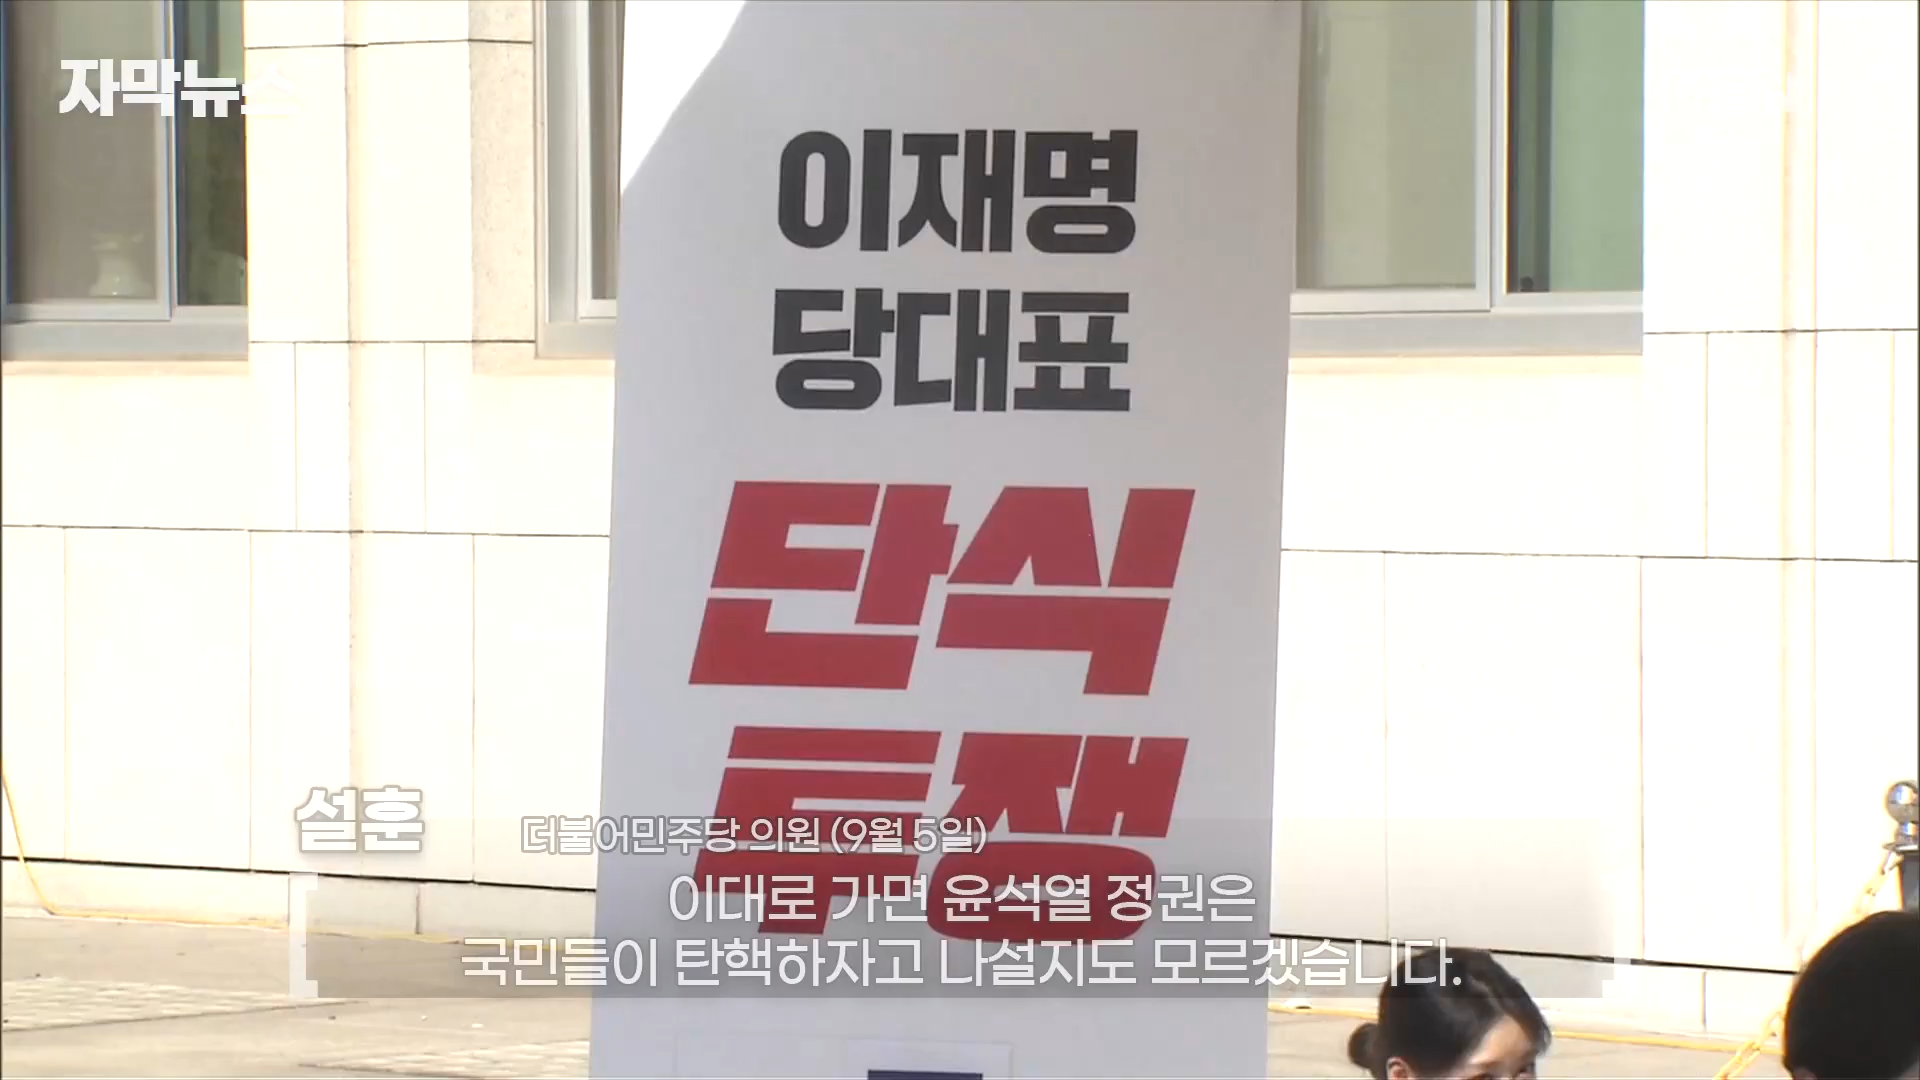 자막뉴스
이재명
당대표
단식
투쟁
설훈 더불어민주당 의원 (9월 5일)
이대로 가면 윤석열 정권은
국민들이 탄핵하자고 나설지도 모르겠습니다.